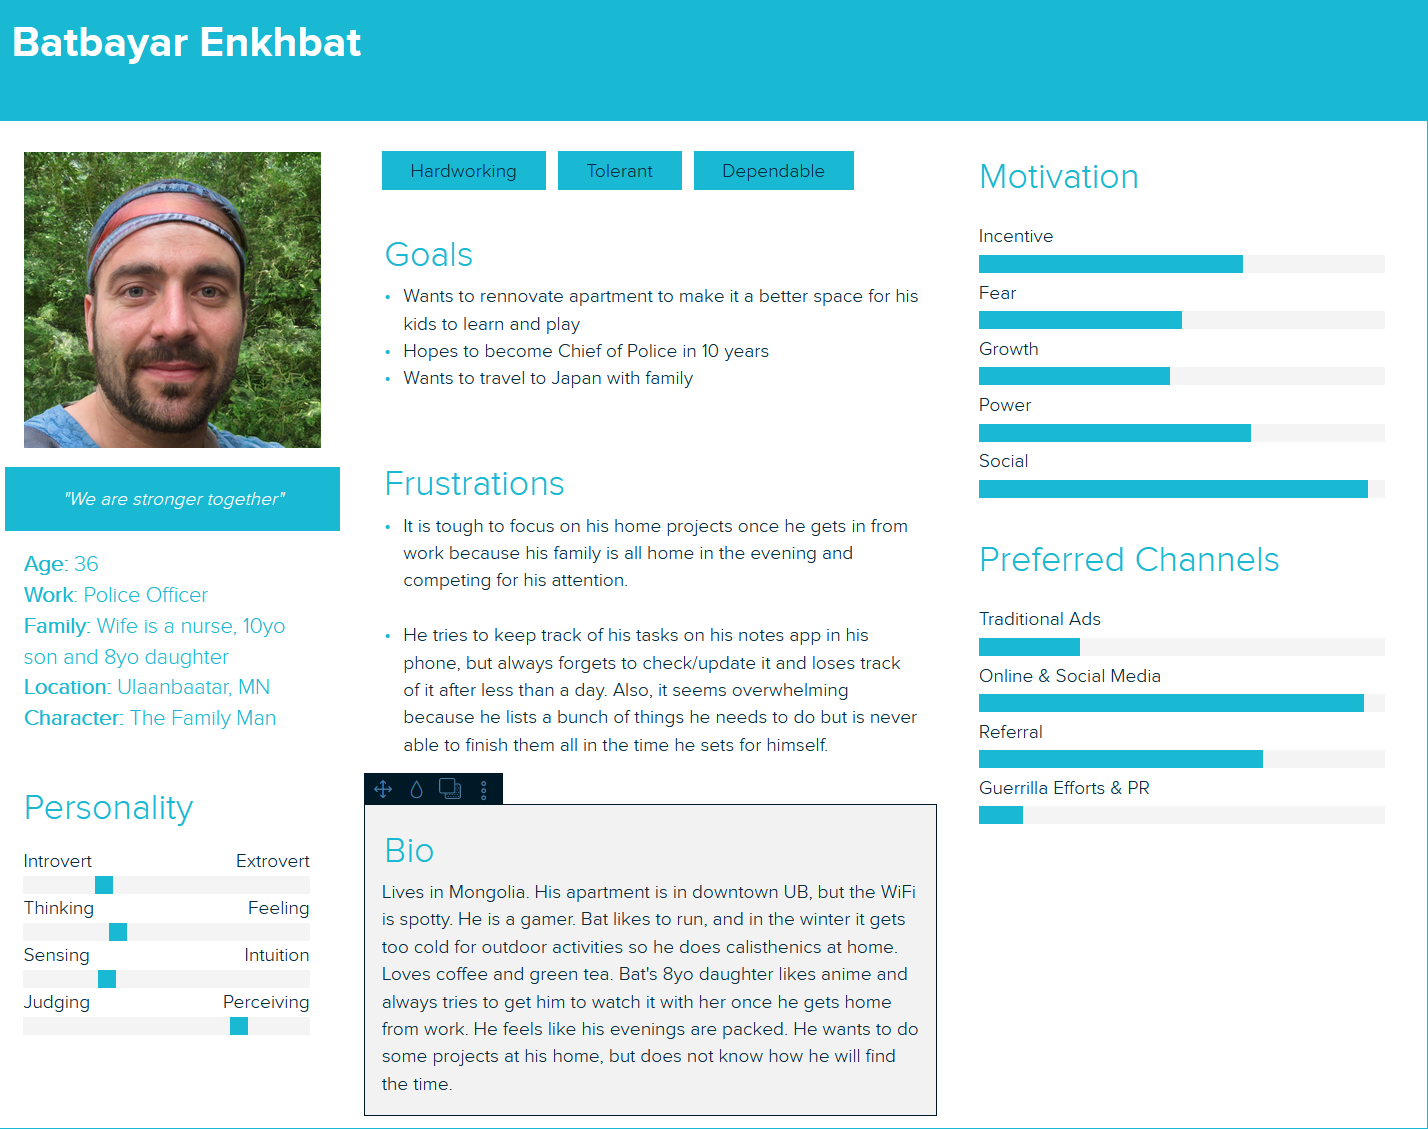 Batbayar Enkhbat
"We are stronger together"
Age: 36
Work: Police Officer
Family: Wife is a nurse, 10yo
son and 8yo daughter
Location: Ulaanbaatar, MN
Character: The Family Man
Personality
Introvert Extrovert
Thinking Feeling
Sensing Intuition
Judging Perceiving
Hardworking Tolerant Dependable
Goals
• Wants to rennovate apartment to make it a better space for his
kids to learn and play
• Hopes to become Chief of Police in 10 years
• Wants to travel to Japan with family
Frustrations
• It is tough to focus on his home projects once he gets in from
work because his family is all home in the evening and
competing for his attention.
• He tries to keep track of his tasks on his notes app in his
phone, but always forgets to check/update it and loses track
of it after less than a day. Also, it seems overwhelming
because he lists a bunch of things he needs to do but is never
able to finish them all in the time he sets for himself.
Bio
Lives in Mongolia. His apartment is in downtown UB, but the WiFi
is spotty. He is a gamer. Bat likes to run, and in the winter it gets
too cold for outdoor activities so he does calisthenics at home.
Loves coffee and green tea. Bat's 8yo daughter likes anime and
always tries to get him to watch it with her once he gets home
from work. He feels like his evenings are packed. He wants to do
some projects at his home, but does not know how he will find
the time.
Motivation
Incentive
Fear
Growth
Power
Social
Preferred Channels
Traditional Ads
Online & Social Media
Referral
Guerrilla Efforts & PR